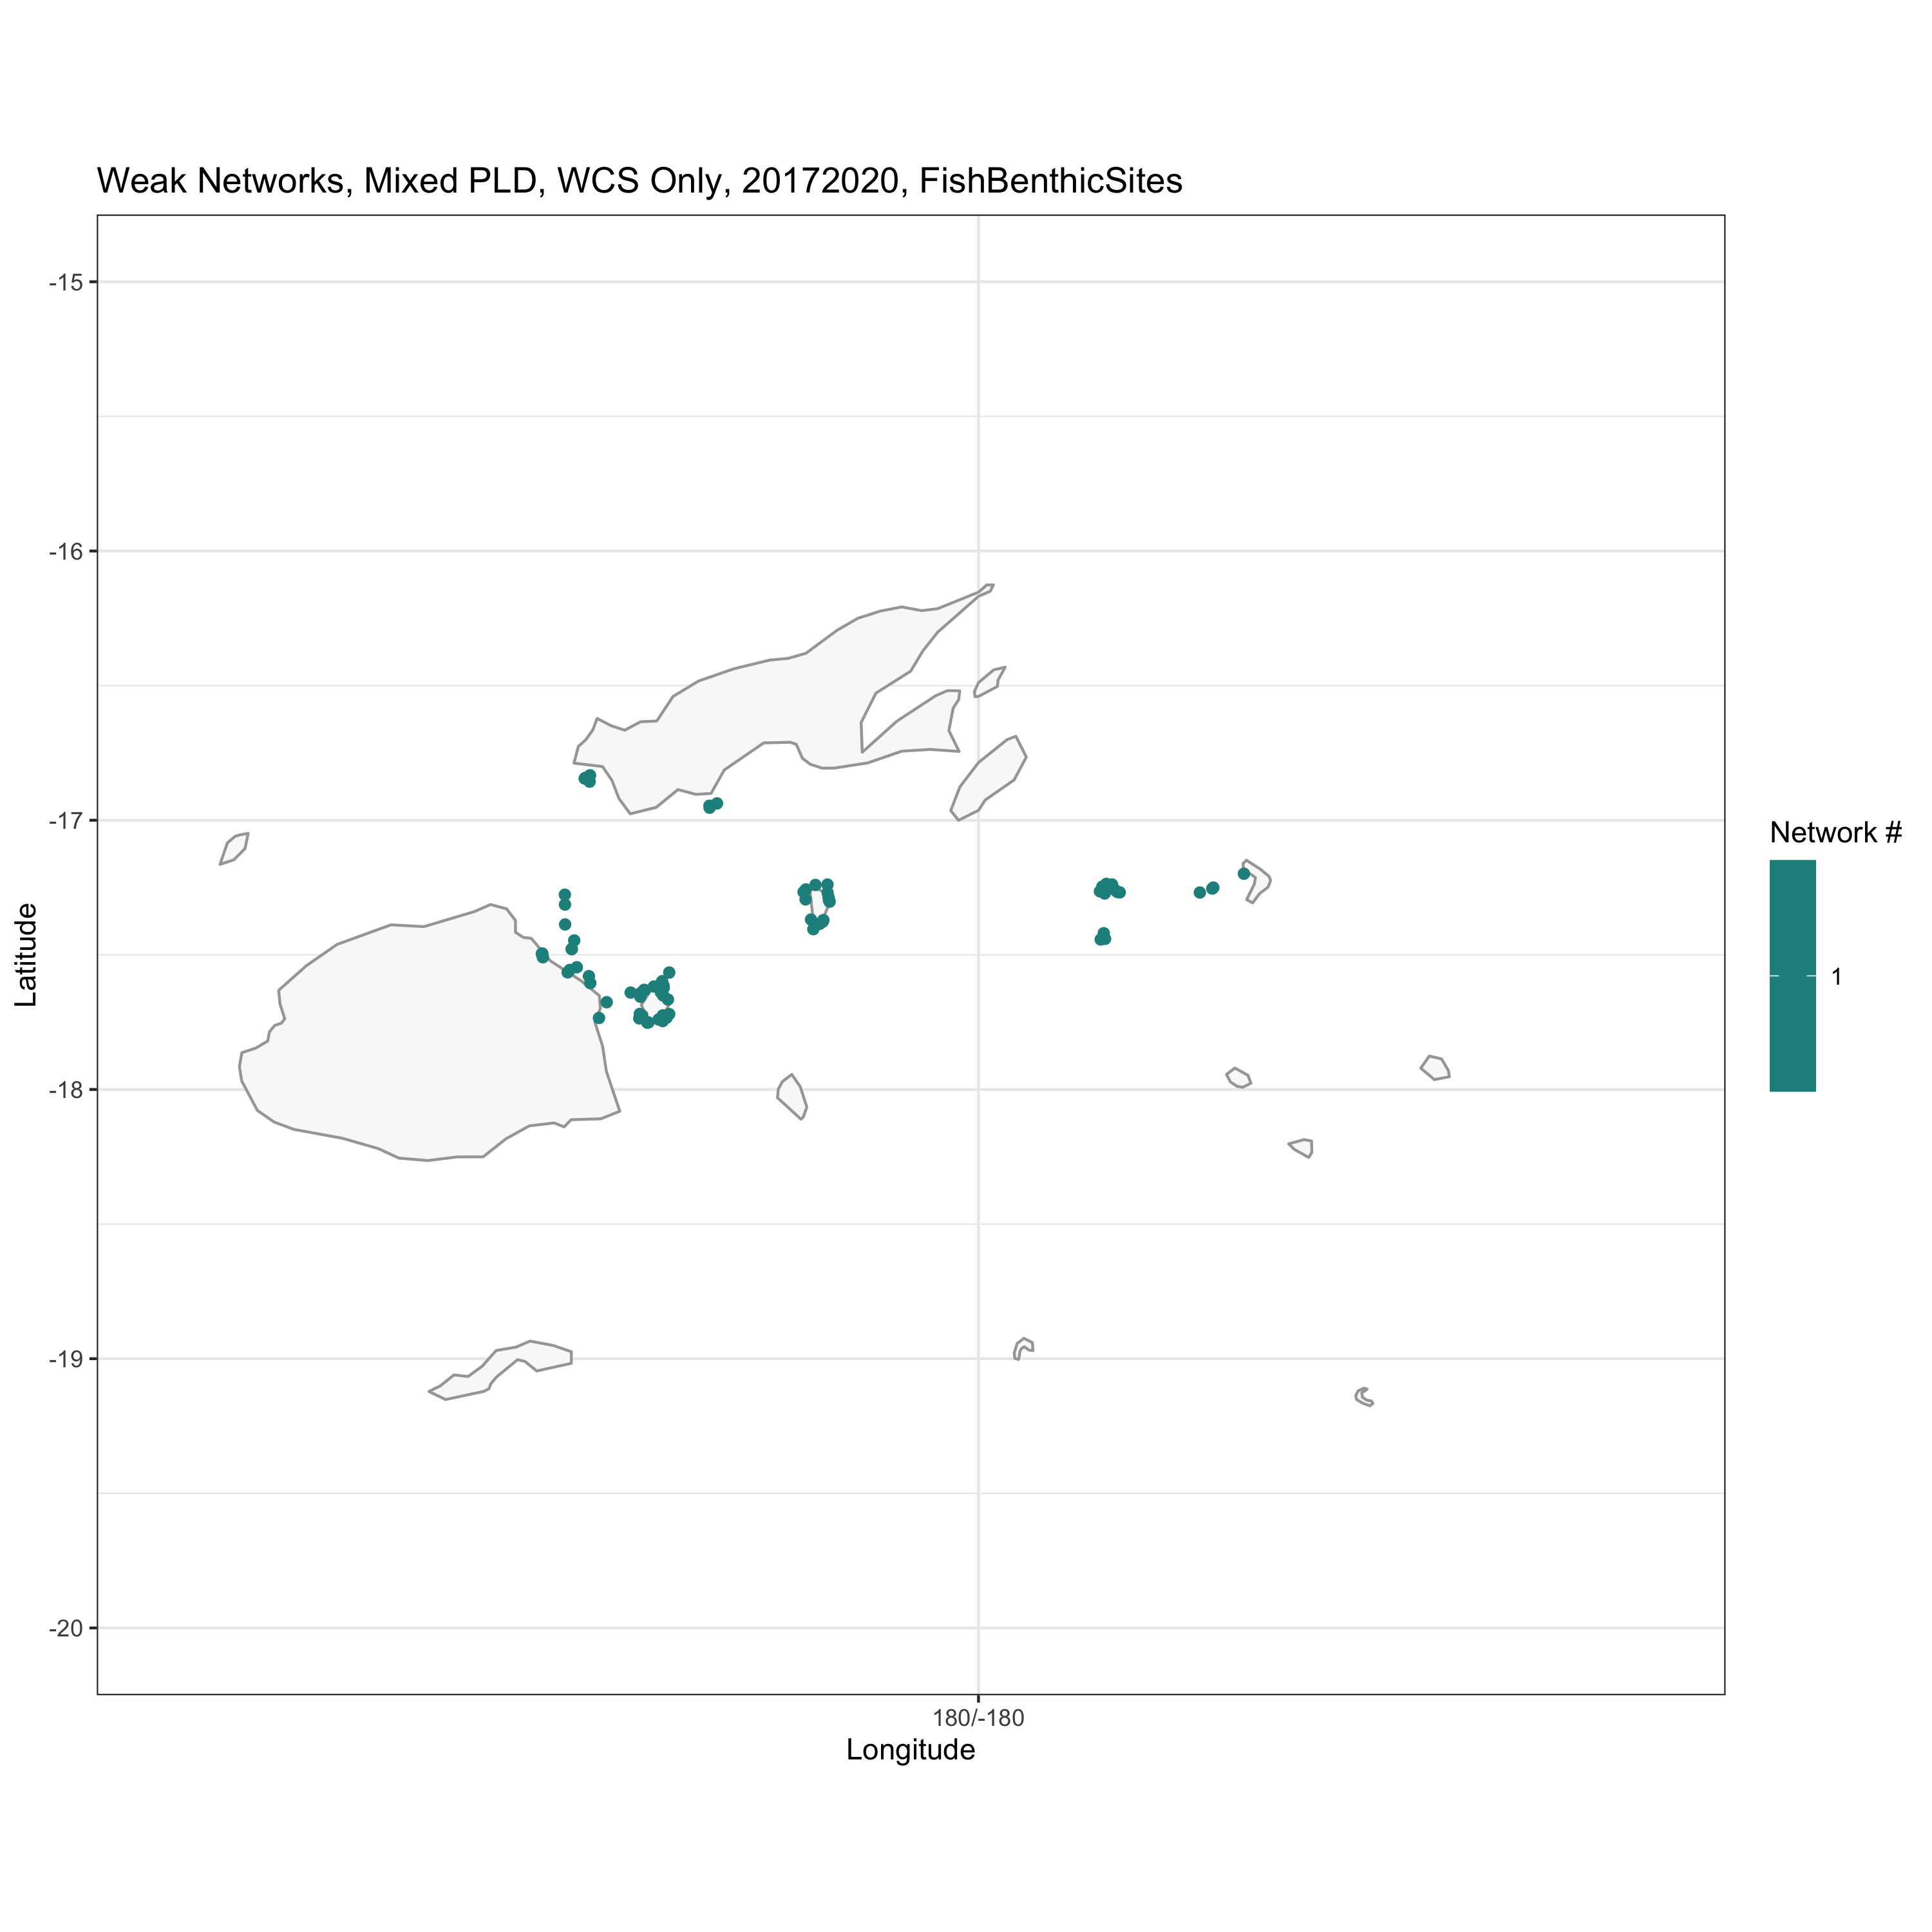 Weak Networks, Mixed PLD, WCS Only, 20172020, FishBenthicSites
-15
-16
-17
-18
-19
-20
Latitude
180/-180
Longitude
Network #
1